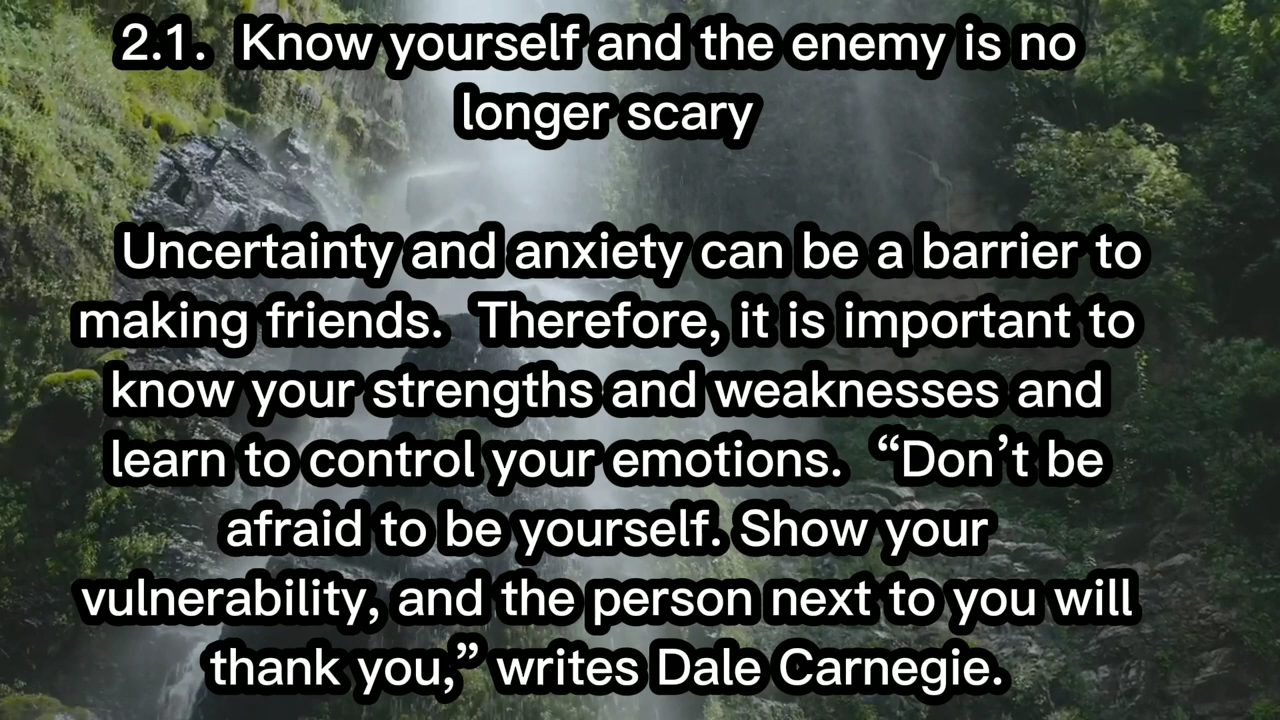 2.1.  Know yourself and the enemy is no
longer scary
Uncertainty and anxiety can be a barrier to
making friends.  Therefore, it is important to
know your strengths and weaknesses and
learn to control your emotions.  “Don’t be
afraid to be yourself. Show your
vulnerability, and the person next to you will
thank you,” writes Dale Carnegie.